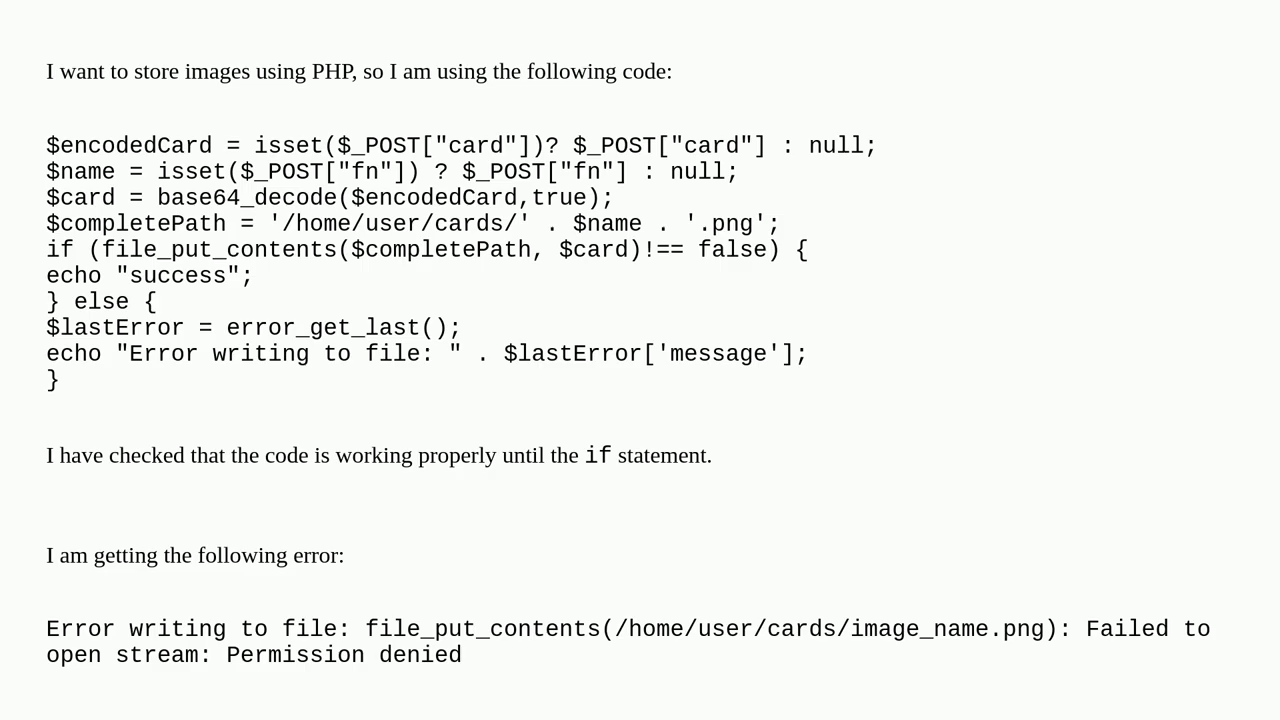 I want to store images using PHP, so I am using the following code:
$encodedCard = isset($_POST["card"])? $_POST["card"] : null;
$name = isset($_POST["fn"]) ? $_POST["fn"] : null;
$card = base64_decode($encodedCard,true);
$completePath = '/home/user/cards/' . $name . '.png';
if (file_put_contents($completePath, $card)!== false) {
echo "success";
} else {
$lastError = error_get_last();
echo "Error writing to file: " . $lastError['message'];
}
I have checked that the code is working properly until the if statement.
I am getting the following error:
Error writing to file: file_put_contents(/home/user/cards/image_name.png): Failed to
open stream: Permission denied